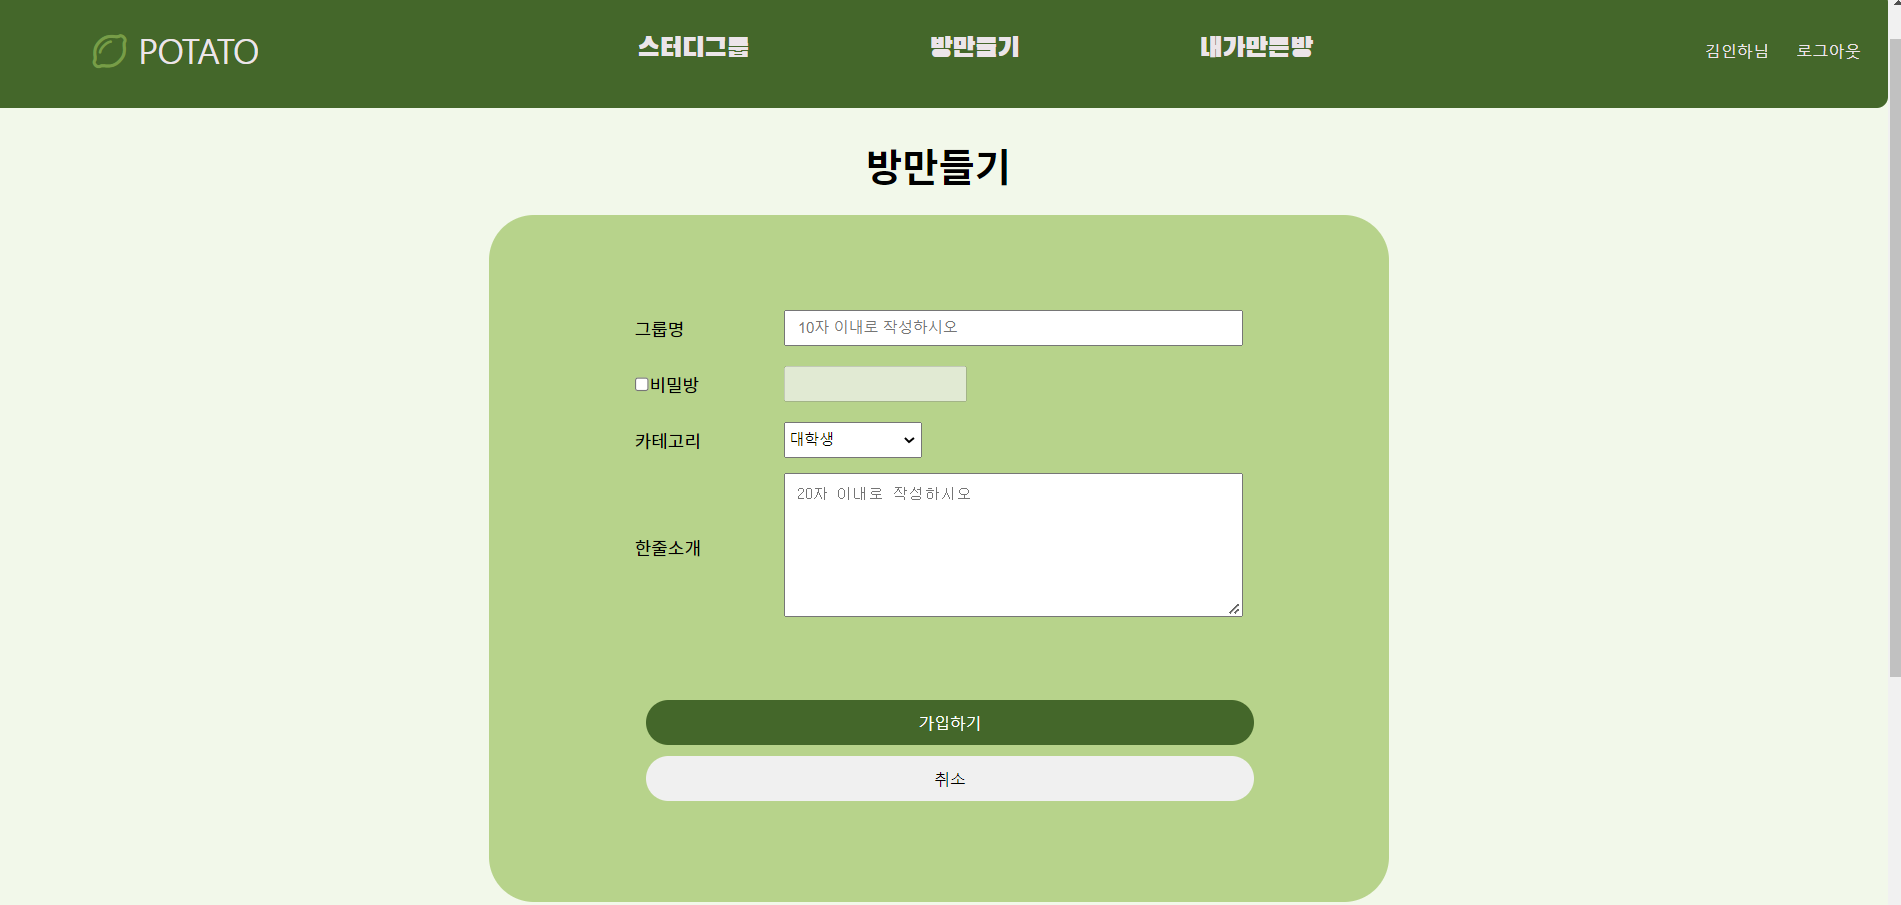 POTATO
스터디그룹
방만들기
내가만든방
김인하님
로그아웃
방만들기
그룹명
10자 이내로 작성하시오
비밀방
카테고리
대학생
한줄소개
20자 이내로 작성하시오
가입하기
취소